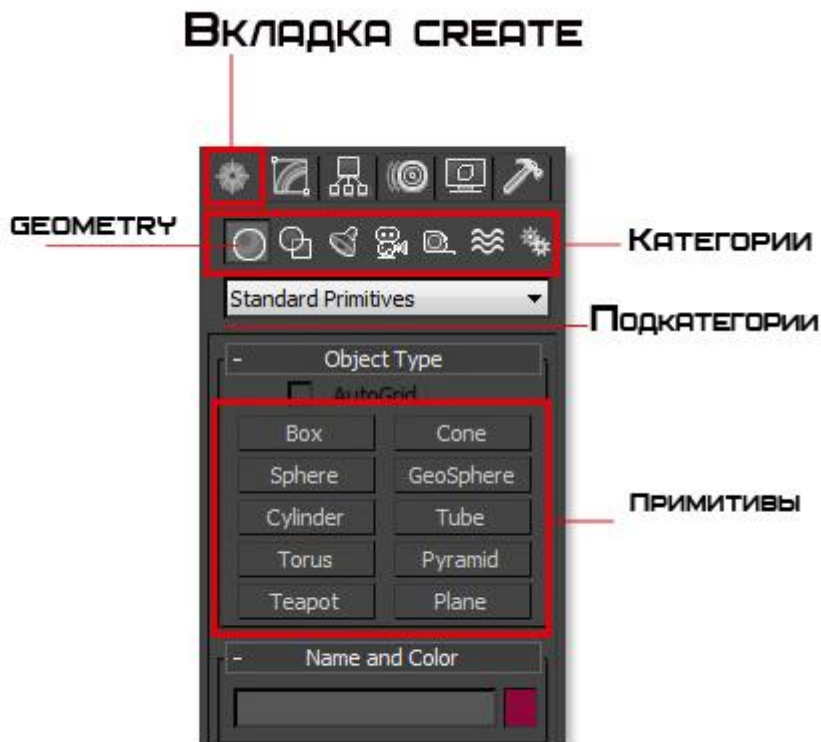 Вкладка create
GEOMETRY
Категории
Standard Primitives
Подкатегории
- Object Type
AutoGrid
Box Cone
Sphere GeoSphere
Cylinder Tube
Torus Pyramid
Teapot Plane
Примитивы
- Name and Color